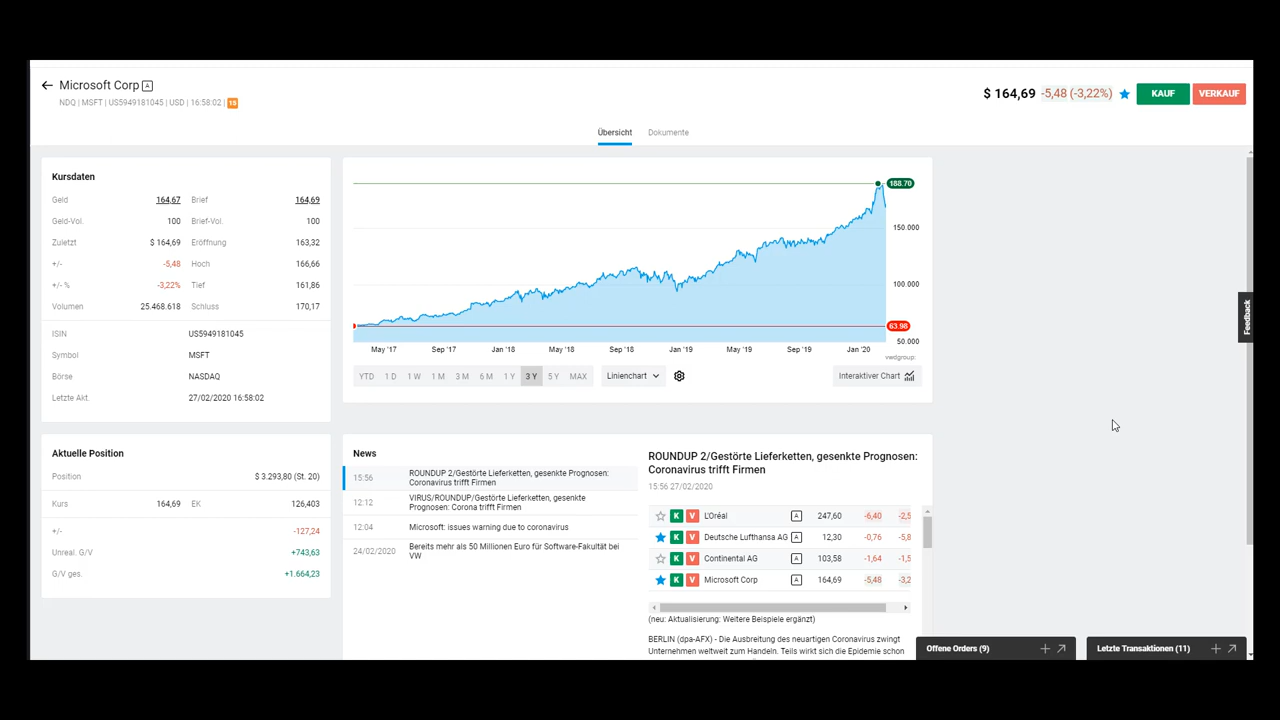 Microsoft Corp A
NDQ | MSFT | US5949181045 | USD | 16:58:02 | 15
$ 164,69 -5,48 (-3,22%) KAUF VERKAUF
Übersicht Dokumente
Kursdaten
Geld 164,67 Brief 164,69
Geld-Vol. 100 Brief-Vol. 100
Zuletzt $ 164,69 Eröffnung 163,32
+/- -5,48 Hoch 166,66
+/- % -3,22% Tief 161,86
Volumen 25.468.618 Schluss 170,17
ISIN US5949181045
Symbol MSFT
Börse NASDAQ
Letzte Akt. 27/02/2020 16:58:02
188.70
150.000
100.000
63.98
50.000
May '17 Sep '17 Jan '18 May '18 Sep '18 Jan '19 May '19 Sep '19 Jan '20
vwdgroup:
YTD 1 D 1 W 1 M 3 M 6 M 1 Y 3 Y 5 Y MAX Linienchart Interaktiver Chart
Feedback
Aktuelle Position
Position $ 3.293,80 (St. 20)
Kurs 164,69 EK 126,403
+/- -127,24
Unreal. G/V +743,63
G/V ges. +1.664,23
News
15:56 ROUNDUP 2/Gestörte Lieferketten, gesenkte Prognosen:
Coronavirus trifft Firmen
12:12 VIRUS/ROUNDUP/Gestörte Lieferketten, gesenkte
Prognosen: Corona trifft Firmen
12:04 Microsoft: issues warning due to coronavirus
24/02/2020 Bereits mehr als 50 Millionen Euro für Software-Fakultät bei
VW
ROUNDUP 2/Gestörte Lieferketten, gesenkte Prognosen:
Coronavirus trifft Firmen
15:56 27/02/2020
K V L'Oréal A 247,60 -6,40 -2,5
K V Deutsche Lufthansa AG A 12,30 -0,76 -5,8
K V Continental AG A 103,58 -1,64 -1,5
K V Microsoft Corp A 164,69 -5,48 -3,2
(neu: Aktualisierung: Weitere Beispiele ergänzt)
BERLIN (dpa-AFX) - Die Ausbreitung des neuartigen Coronavirus zwingt
Unternehmen weltweit zum Handeln. Teils wirkt sich die Epidemie schon
Offene Orders (9) Letzte Transaktionen (11)